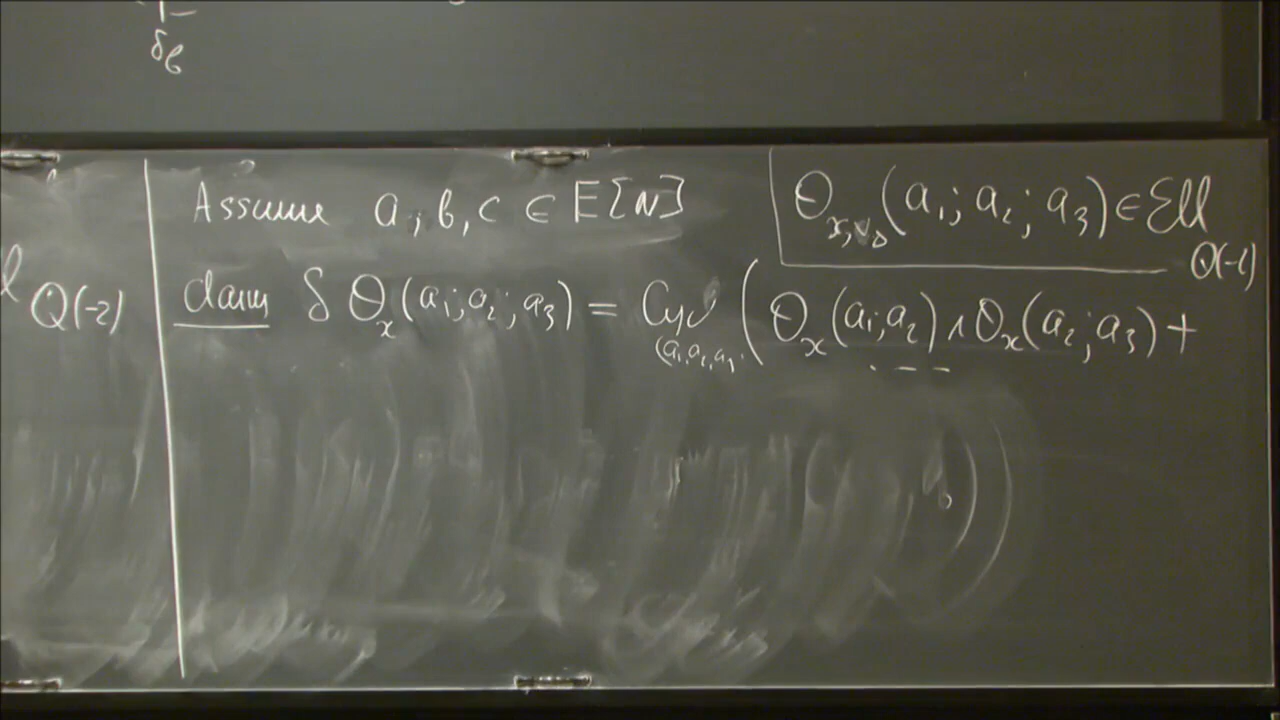 δ_b
Assume a, b, c ∈ E[N]
Θ_{x,v_0}(a_1; a_2; a_3) ∈ Ell_{Q(-1)}
Q(-2)
claim δ Θ_x(a_1; a_2; a_3) = Cycl_{(a_1, a_2, a_3} ( Θ_x(a_1; a_2) ∧ Θ_x(a_2; a_3) +
- - -